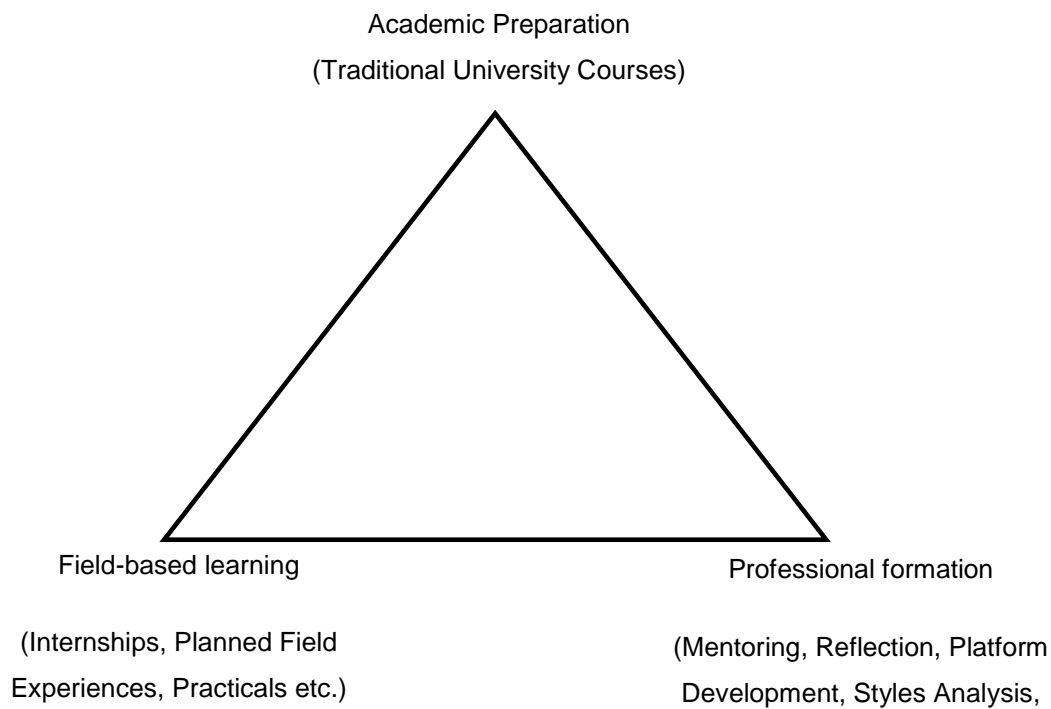 Academic Preparation
(Traditional University Courses)
Field-based learning
(Internships, Planned Field
Experiences, Practicals etc.)
Professional formation
(Mentoring, Reflection, Platform
Development, Styles Analysis,